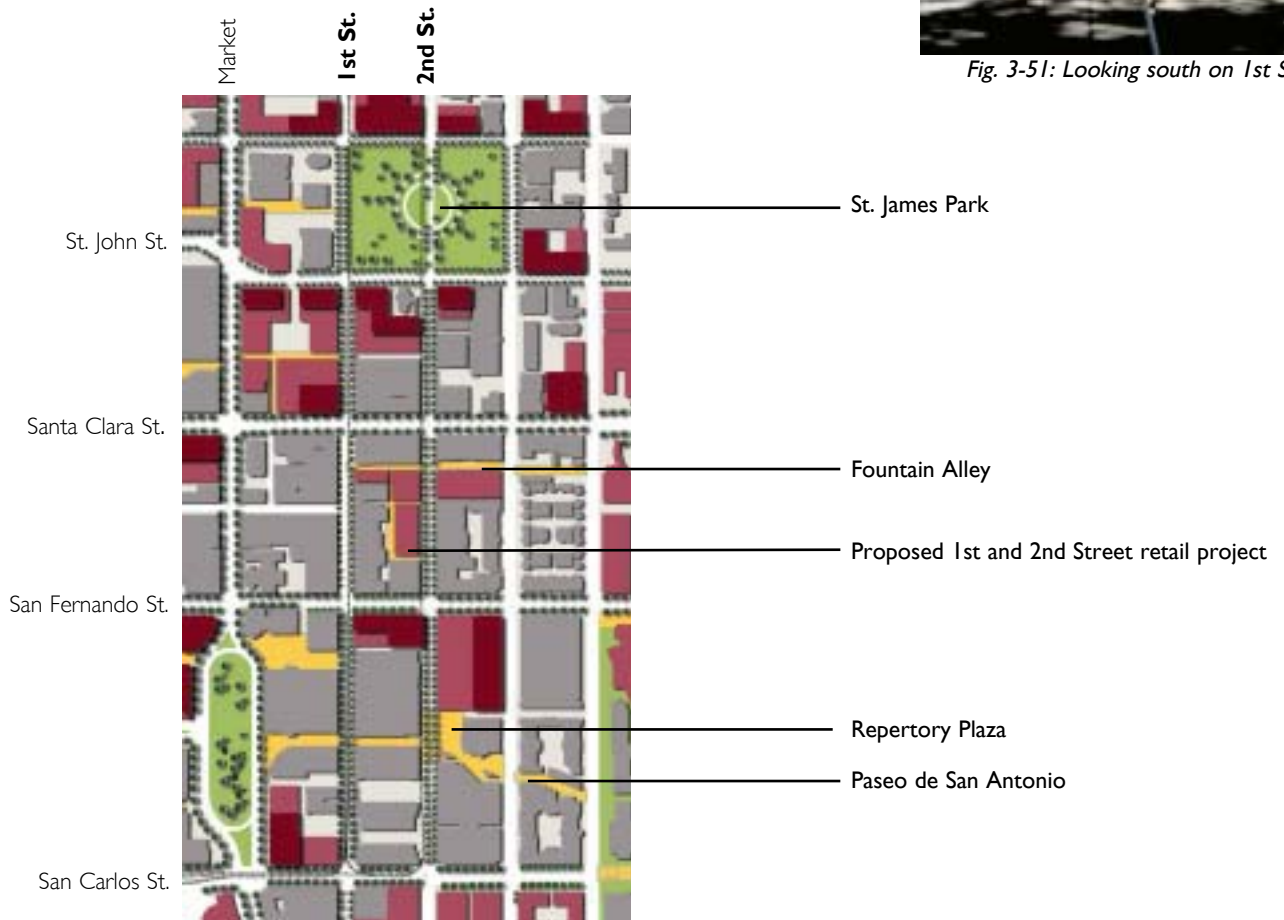 Market
1st St.
2nd St.
Fig. 3-51: Looking south on 1st S
St. James Park
St. John St.
Santa Clara St.
Fountain Alley
Proposed 1st and 2nd Street retail project
San Fernando St.
Repertory Plaza
Paseo de San Antonio
San Carlos St.